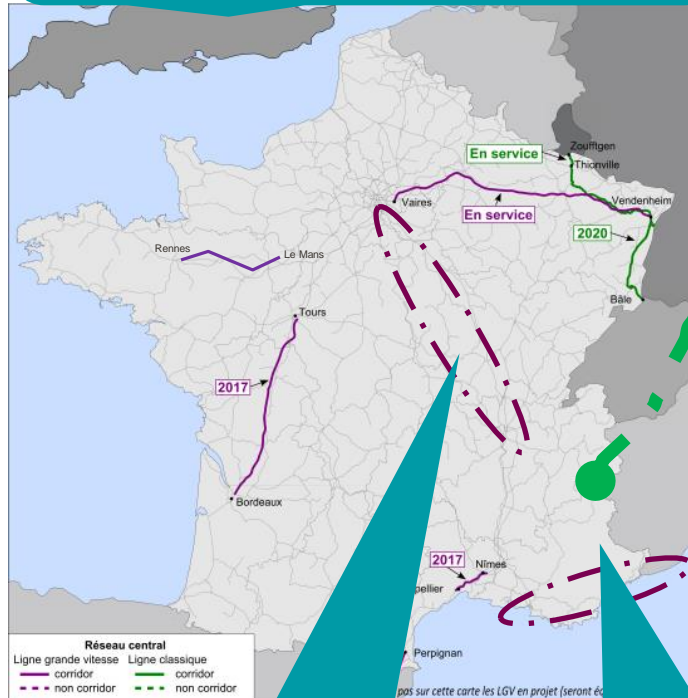 En service
Zoufftgen
Thionville
Vaires
En service
Vendenheim
2020
Rennes
Le Mans
Bâle
Tours
2017
Bordeaux
2017
Nîmes
Perpignan
Réseau central
Ligne grande vitesse Ligne classique
corridor corridor
non corridor non corridor
pas sur cette carte les LGV en projet (seront